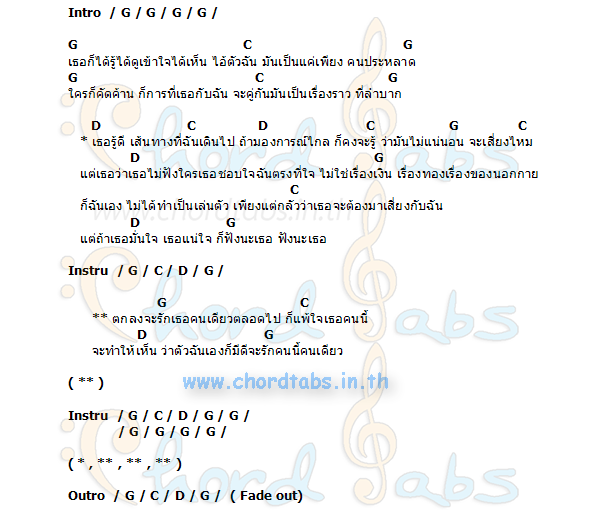 Intro / G / G / G / G /
G C G
เธอก็ได้รู้ได้ดูเข้าใจได้เห็น ไอ้ตัวฉัน มันเป็นแค่เพียง คนประหลาด
G C G
ใครก็คัดค้าน ก็การที่เธอกับฉัน จะคู่กันมันเป็นเรื่องราว ที่ลำบาก
D C D C G C
* เธอรู้ดี เส้นทางที่ฉันเดินไป ถ้ามองการณ์ไกล ก็คงจะรู้ ว่ามันไม่แน่นอน จะเสี่ยงไหม
D G
แต่เธอว่าเธอไม่ฟังใครเธอชอบใจฉันตรงที่ใจ ไม่ใช่เรื่องเงิน เรื่องทองเรื่องของนอกกาย
C
ก็ฉันเอง ไม่ได้ทำเป็นเล่นตัว เพียงแต่กลัวว่าเธอจะต้องมาเสี่ยงกับฉัน
D G
แต่ถ้าเธอมั่นใจ เธอแน่ใจ ก็ฟังนะเธอ ฟังนะเธอ
Instru / G / C / D / G /
G C
** ตกลงจะรักเธอคนเดียวตลอดไป ก็แพ้ใจเธอคนนี้
D G
จะทำให้เห็น ว่าตัวฉันเองก็มีดีจะรักคนนี้คนเดียว
( ** )
www.chordtabs.in.th
Instru / G / C / D / G / G /
/ G / G / G / G /
( * , ** , ** , ** )
Outro / G / C / D / G / ( Fade out)